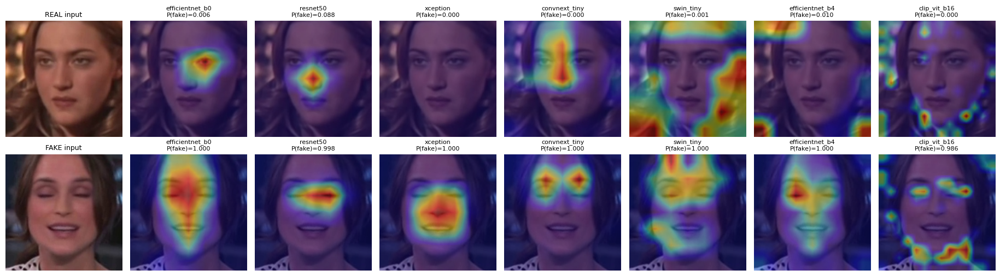 REAL input
efficientnet_b0
P(fake)=0.006
resnet50
P(fake)=0.088
xception
P(fake)=0.000
convnext_tiny
P(fake)=0.000
swin_tiny
P(fake)=0.001
efficientnet_b4
P(fake)=0.010
clip_vit_b16
P(fake)=0.000
FAKE input
efficientnet_b0
P(fake)=1.000
resnet50
P(fake)=0.998
xception
P(fake)=1.000
convnext_tiny
P(fake)=1.000
swin_tiny
P(fake)=1.000
efficientnet_b4
P(fake)=1.000
clip_vit_b16
P(fake)=0.986